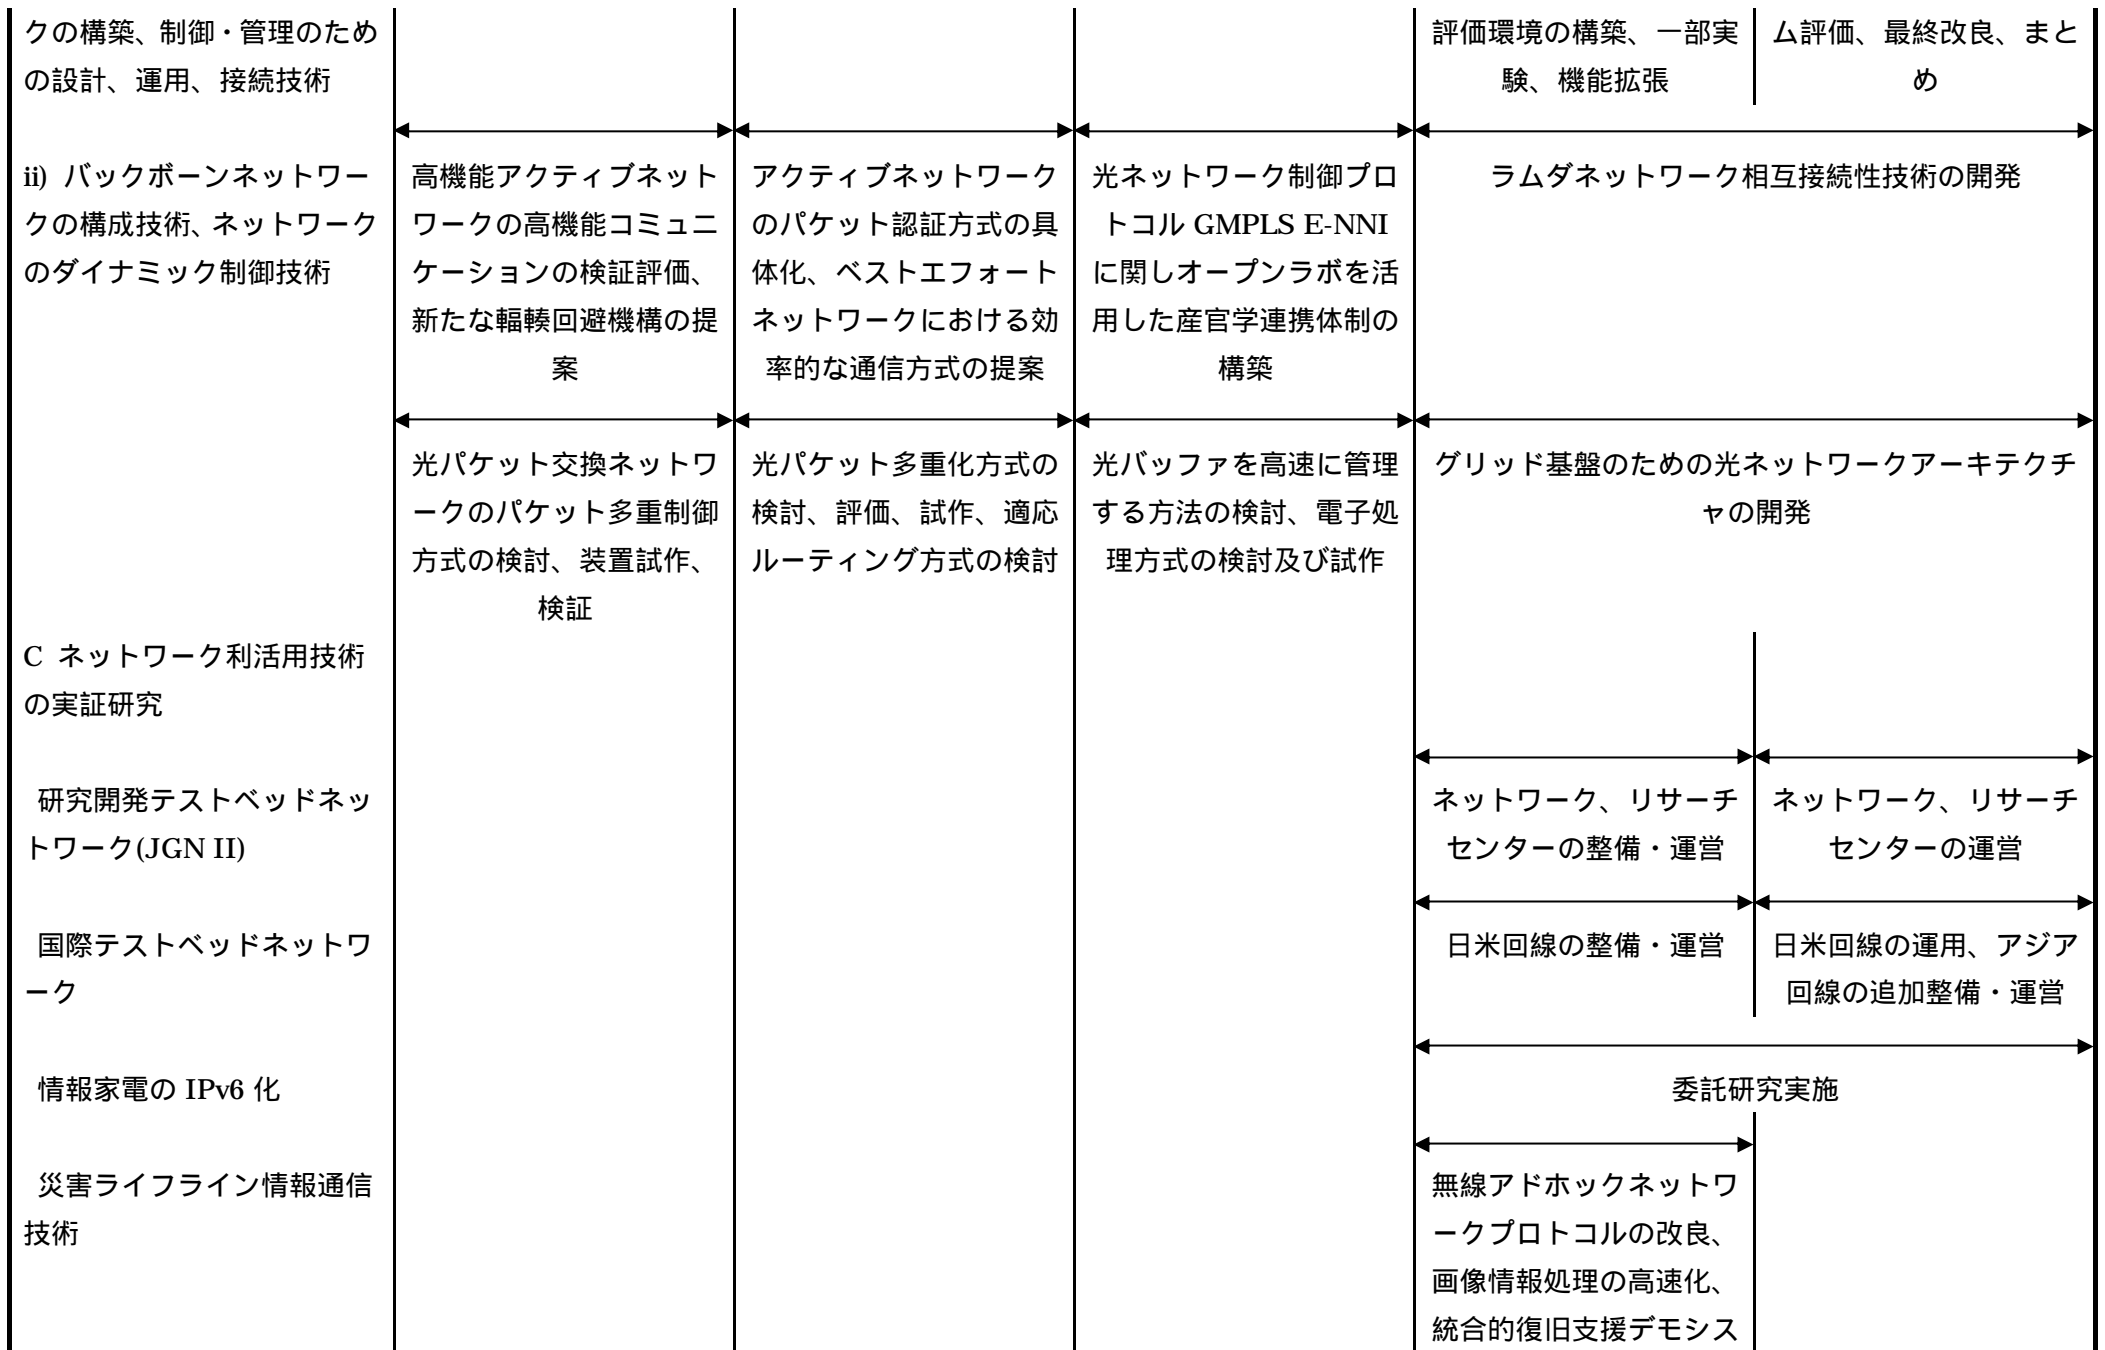 クの構築、制御・管理のため
の設計、運用、接続技術
評価環境の構築、一部実
験、機能拡張
ム評価、最終改良、まと
め
ii) バックボーンネットワー
クの構成技術、ネットワーク
のダイナミック制御技術
高機能アクティブネット
ワークの高機能コミュニ
ケーションの検証評価、
新たな輻輳回避機構の提
案
アクティブネットワーク
のパケット認証方式の具
体化、ベストエフォート
ネットワークにおける効
率的な通信方式の提案
光ネットワーク制御プロ
トコル GMPLS E-NNI
に関しオープンラボを活
用した産官学連携体制の
構築
ラムダネットワーク相互接続性技術の開発
光パケット交換ネットワ
ークのパケット多重制御
方式の検討、装置試作、
検証
光パケット多重化方式の
検討、評価、試作、適応
ルーティング方式の検討
光バッファを高速に管理
する方法の検討、電子処
理方式の検討及び試作
グリッド基盤のための光ネットワークアーキテクチ
ャの開発
C ネットワーク利活用技術
の実証研究
研究開発テストベッドネッ
トワーク(JGN II)
ネットワーク、リサーチ
センターの整備・運営
ネットワーク、リサーチ
センターの運営
国際テストベッドネットワ
ーク
日米回線の整備・運営
日米回線の運用、アジア
回線の追加整備・運営
情報家電の IPv6 化
委託研究実施
災害ライフライン情報通信
技術
無線アドホックネットワ
ークプロトコルの改良、
画像情報処理の高速化、
統合的復旧支援デモシス